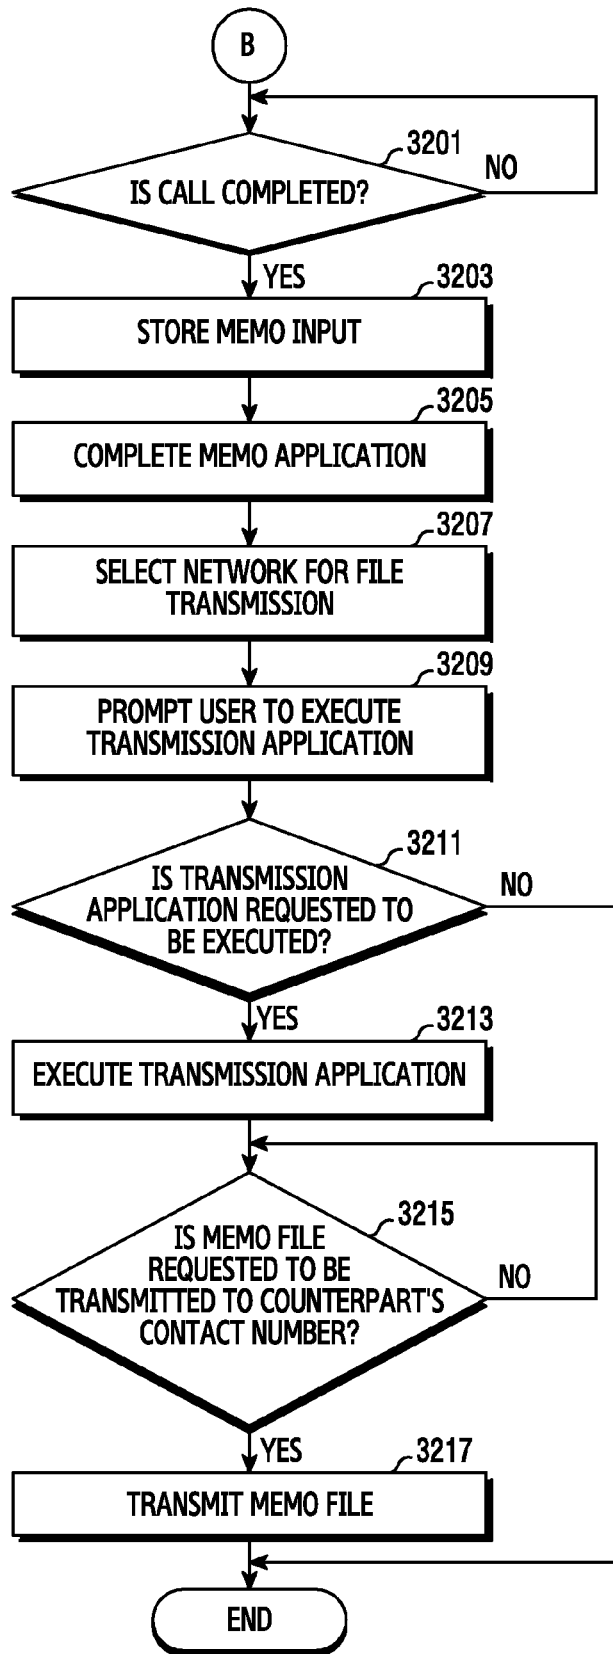 B
3201
IS CALL COMPLETED?
NO
YES
3203
STORE MEMO INPUT
3205
COMPLETE MEMO APPLICATION
3207
SELECT NETWORK FOR FILE
TRANSMISSION
3209
PROMPT USER TO EXECUTE
TRANSMISSION APPLICATION
3211
IS TRANSMISSION
APPLICATION REQUESTED TO
BE EXECUTED?
NO
YES
3213
EXECUTE TRANSMISSION APPLICATION
3215
IS MEMO FILE
REQUESTED TO BE
TRANSMITTED TO COUNTERPART'S
CONTACT NUMBER?
NO
YES
3217
TRANSMIT MEMO FILE
END